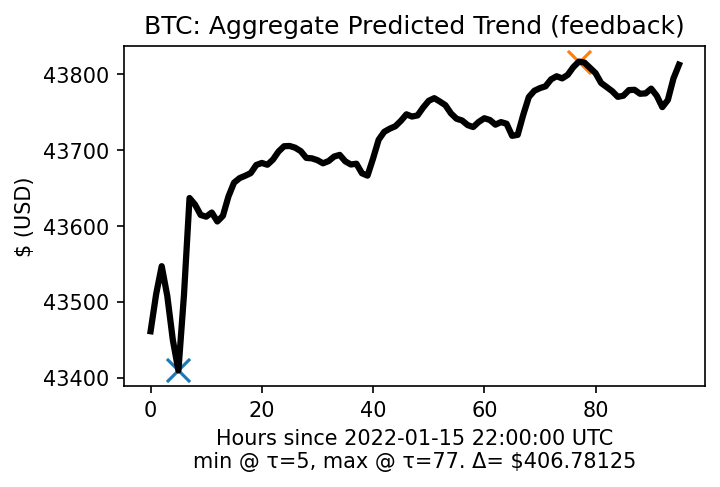 BTC: Aggregate Predicted Trend (feedback)
$ (USD)
43800
43700
43600
43500
43400
0 20 40 60 80
Hours since 2022-01-15 22:00:00 UTC
min @ τ=5, max @ τ=77. Δ= $406.78125